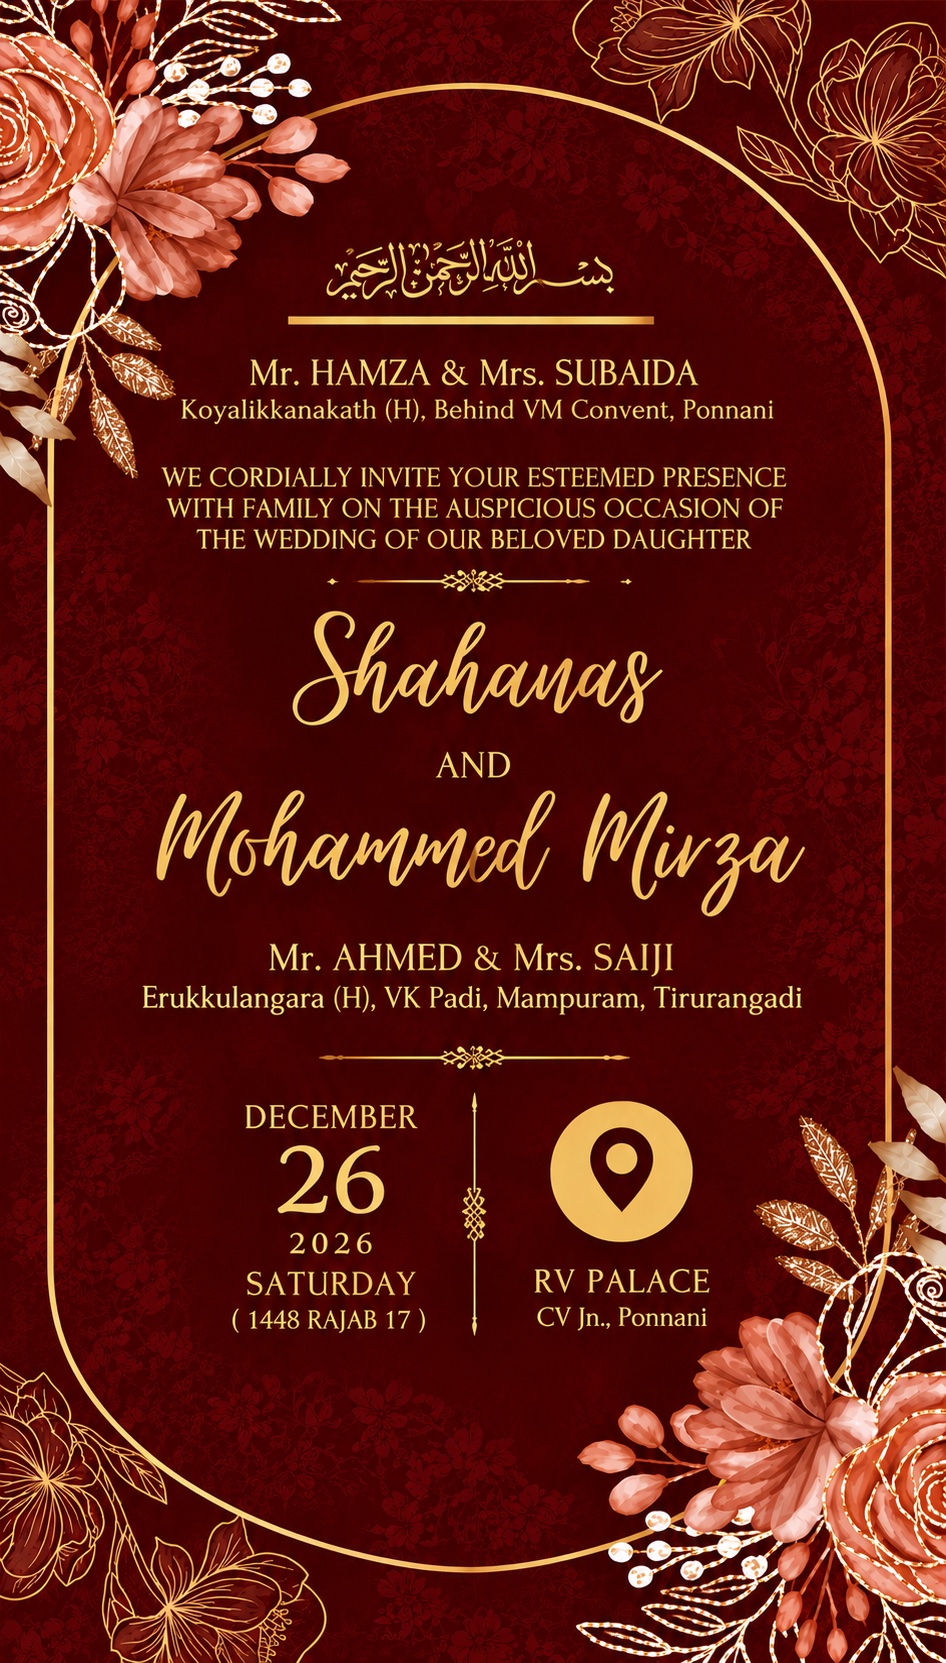 بسم الله الرحمن الرحيم
Mr. HAMZA & Mrs. SUBAIDA
Koyalikkanakath (H), Behind VM Convent, Ponnani
WE CORDIALLY INVITE YOUR ESTEEMED PRESENCE
WITH FAMILY ON THE AUSPICIOUS OCCASION OF
THE WEDDING OF OUR BELOVED DAUGHTER
Shahanas
AND
Mohammed Mirza
Mr. AHMED & Mrs. SAIJI
Erukkulangara (H), VK Padi, Mampuram, Tirurangadi
DECEMBER
26
2026
SATURDAY
( 1448 RAJAB 17 )
RV PALACE
CV Jn., Ponnani